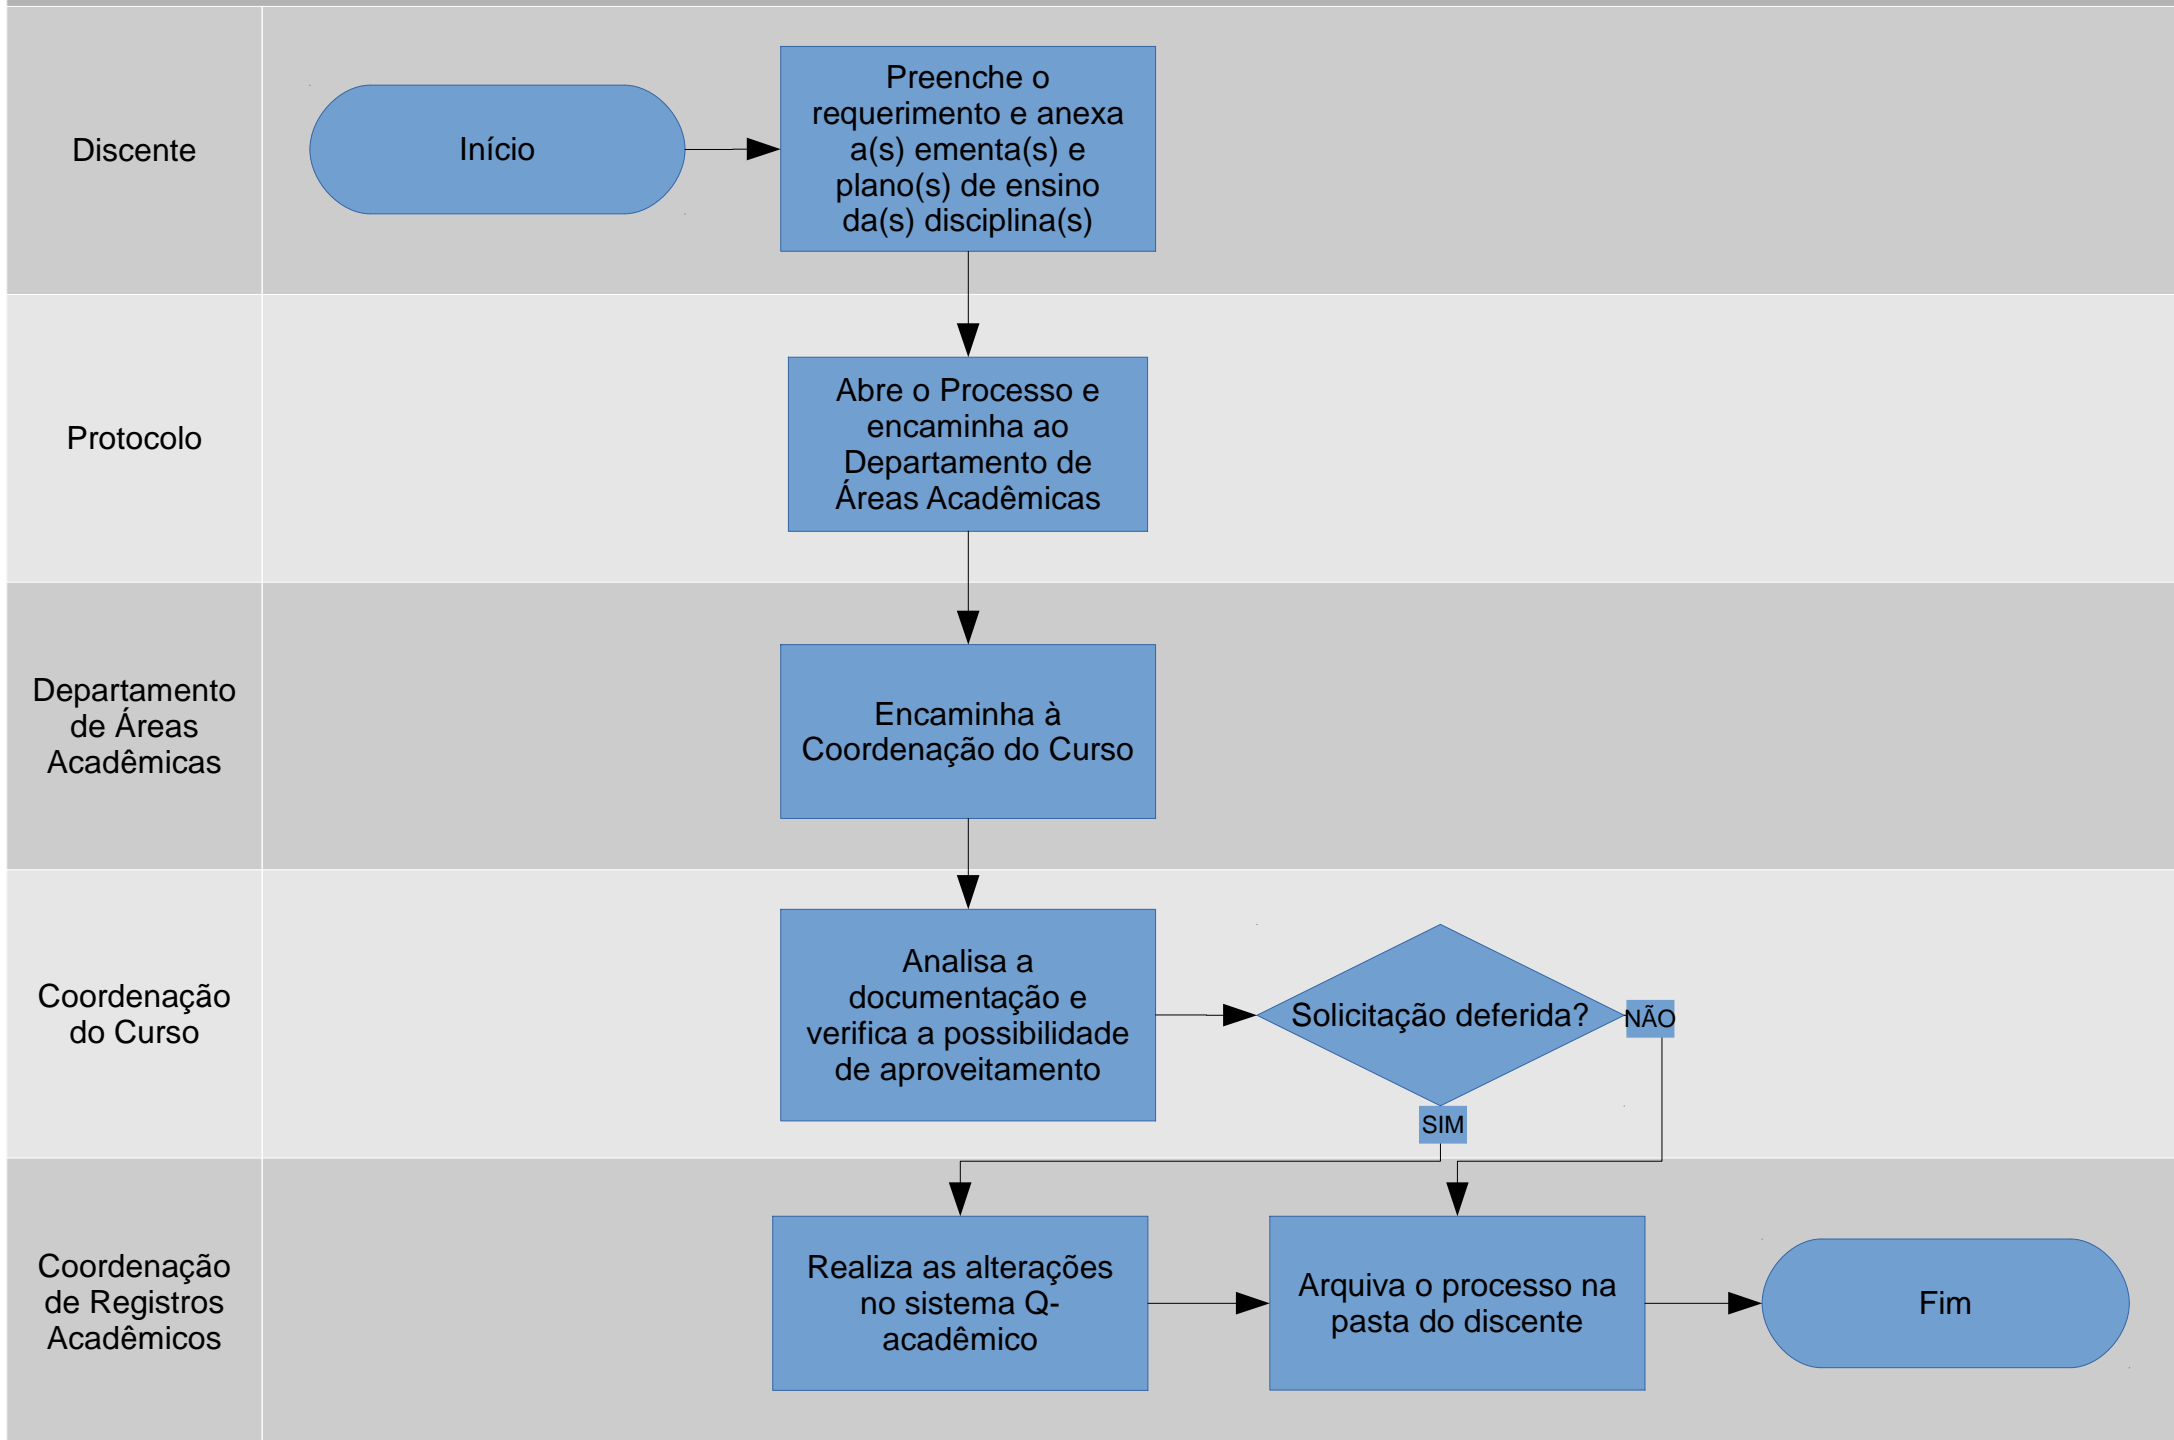 Discente
Início
Preenche o
requerimento e anexa
a(s) ementa(s) e
plano(s) de ensino
da(s) disciplina(s)
Protocolo
Abre o Processo e
encaminha ao
Departamento de
Áreas Acadêmicas
Departamento
de Áreas
Acadêmicas
Encaminha à
Coordenação do Curso
Coordenação
do Curso
Analisa a
documentação e
verifica a possibilidade
de aproveitamento
Solicitação deferida?
NÃO
SIM
Coordenação
de Registros
Acadêmicos
Realiza as alterações
no sistema Q-
acadêmico
Arquiva o processo na
pasta do discente
Fim